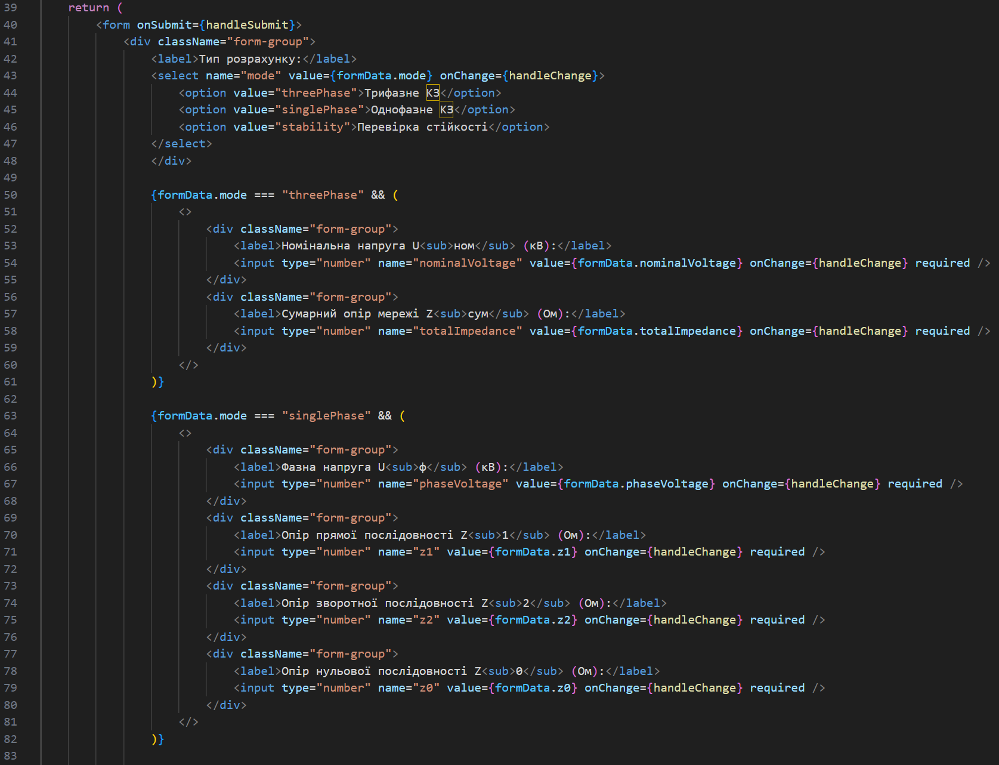 39 return (
40 <form onSubmit={handleSubmit}>
41 <div className="form-group">
42 <label>Тип розрахунку:</label>
43 <select name="mode" value={formData.mode} onChange={handleChange}>
44 <option value="threePhase">Трифазне КЗ</option>
45 <option value="singlePhase">Однофазне КЗ</option>
46 <option value="stability">Перевірка стійкості</option>
47 </select>
48 </div>
49
50 {formData.mode === "threePhase" && (
51 <>
52 <div className="form-group">
53 <label>Номінальна напруга U<sub>ном</sub> (кВ):</label>
54 <input type="number" name="nominalVoltage" value={formData.nominalVoltage} onChange={handleChange} required />
55 </div>
56 <div className="form-group">
57 <label>Сумарний опір мережі Z<sub>сум</sub> (Ом):</label>
58 <input type="number" name="totalImpedance" value={formData.totalImpedance} onChange={handleChange} required />
59 </div>
60 </>
61 )}
62
63 {formData.mode === "singlePhase" && (
64 <>
65 <div className="form-group">
66 <label>Фазна напруга U<sub>ф</sub> (кВ):</label>
67 <input type="number" name="phaseVoltage" value={formData.phaseVoltage} onChange={handleChange} required />
68 </div>
69 <div className="form-group">
70 <label>Опір прямої послідовності Z<sub>1</sub> (Ом):</label>
71 <input type="number" name="z1" value={formData.z1} onChange={handleChange} required />
72 </div>
73 <div className="form-group">
74 <label>Опір зворотної послідовності Z<sub>2</sub> (Ом):</label>
75 <input type="number" name="z2" value={formData.z2} onChange={handleChange} required />
76 </div>
77 <div className="form-group">
78 <label>Опір нульової послідовності Z<sub>0</sub> (Ом):</label>
79 <input type="number" name="z0" value={formData.z0} onChange={handleChange} required />
80 </div>
81 </>
82 )}
83